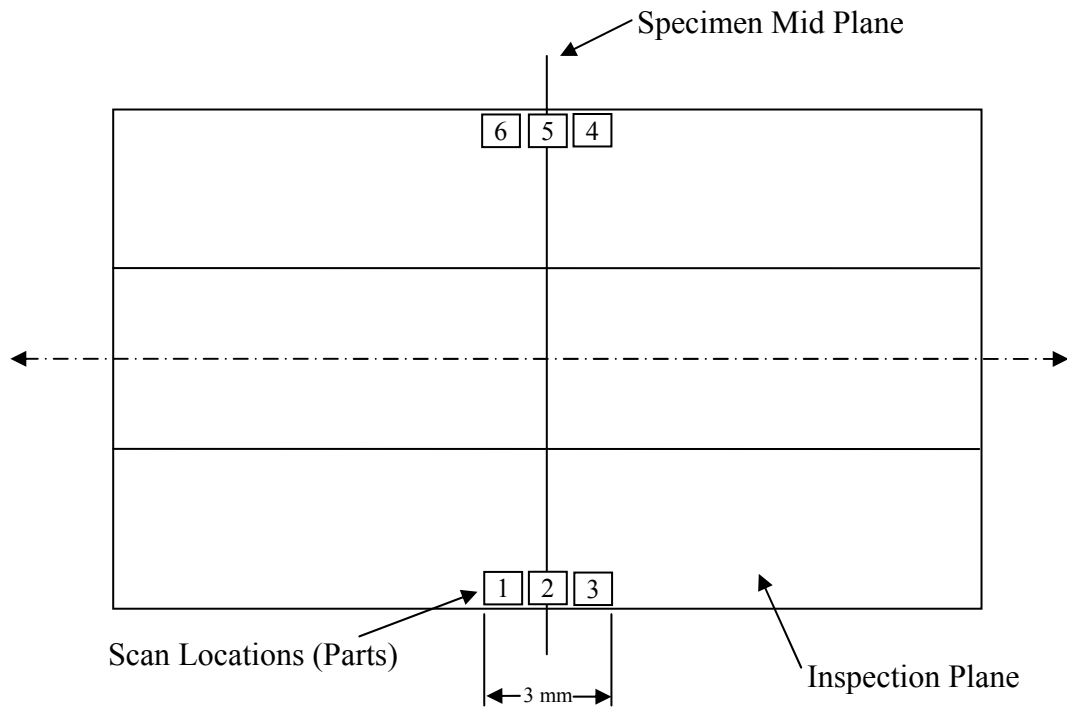 Specimen Mid Plane
6 5 4
1 2 3
Scan Locations (Parts)
Inspection Plane
3 mm